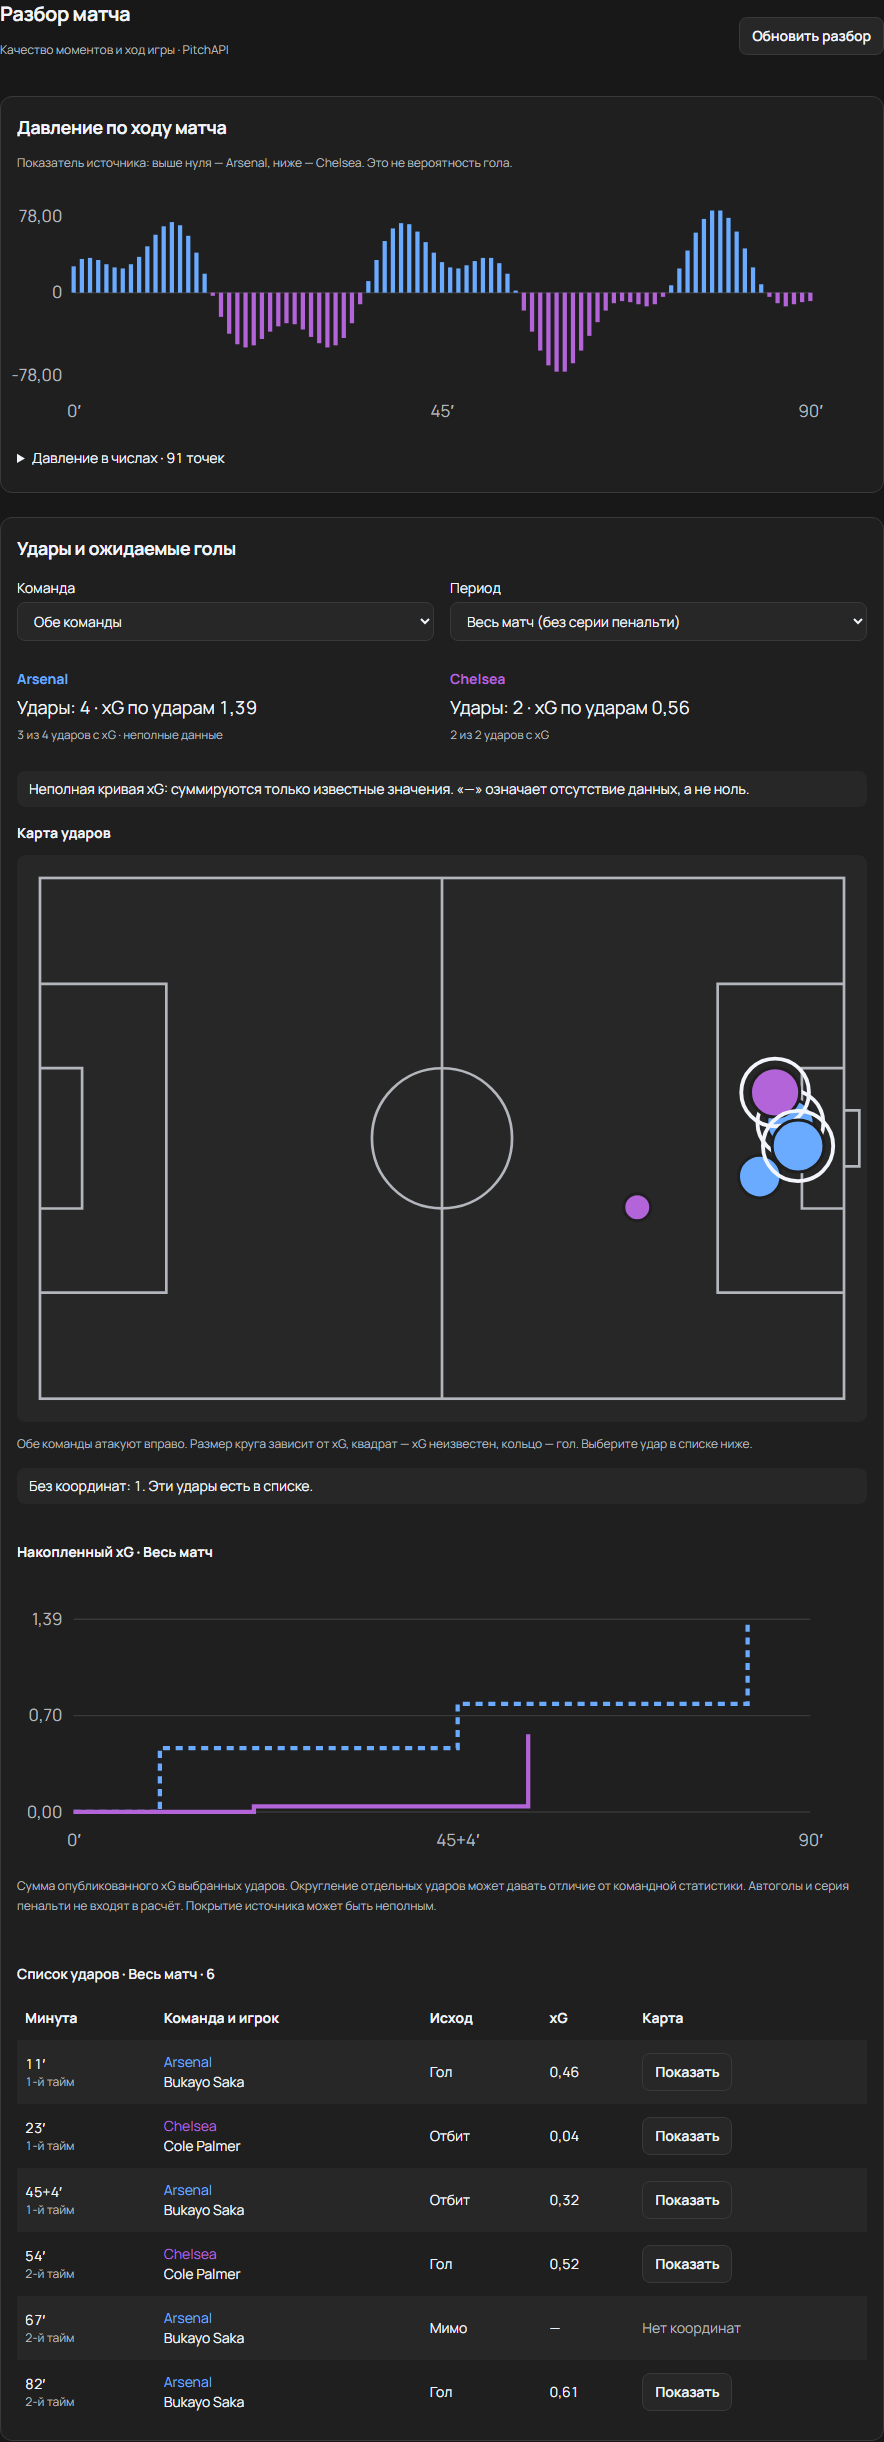 Разбор матча
Качество моментов и ход игры · PitchAPI
Обновить разбор
Давление по ходу матча
Показатель источника: выше нуля — Arsenal, ниже — Chelsea. Это не вероятность гола.
78,00
0
-78,00
0′ 45′ 90′
Давление в числах · 91 точек
Удары и ожидаемые голы
Команда Период
Обе команды Весь матч (без серии пенальти)
Arsenal Chelsea
Удары: 4 · xG по ударам 1,39 Удары: 2 · xG по ударам 0,56
3 из 4 ударов с xG · неполные данные 2 из 2 ударов с xG
Неполная кривая xG: суммируются только известные значения. «—» означает отсутствие данных, а не ноль.
Карта ударов
Обе команды атакуют вправо. Размер круга зависит от xG, квадрат — xG неизвестен, кольцо — гол. Выберите удар в списке ниже.
Без координат: 1. Эти удары есть в списке.
Накопленный xG · Весь матч
1,39
0,70
0,00
0′ 45+4′ 90′
Сумма опубликованного xG выбранных ударов. Округление отдельных ударов может давать отличие от командной статистики. Автоголы и серия
пенальти не входят в расчёт. Покрытие источника может быть неполным.
Список ударов · Весь матч · 6
Минута Команда и игрок Исход xG Карта
11′ Arsenal Гол 0,46 Показать
1-й тайм Bukayo Saka
23′ Chelsea Отбит 0,04 Показать
1-й тайм Cole Palmer
45+4′ Arsenal Отбит 0,32 Показать
1-й тайм Bukayo Saka
54′ Chelsea Гол 0,52 Показать
2-й тайм Cole Palmer
67′ Arsenal Мимо — Нет координат
2-й тайм Bukayo Saka
82′ Arsenal Гол 0,61 Показать
2-й тайм Bukayo Saka